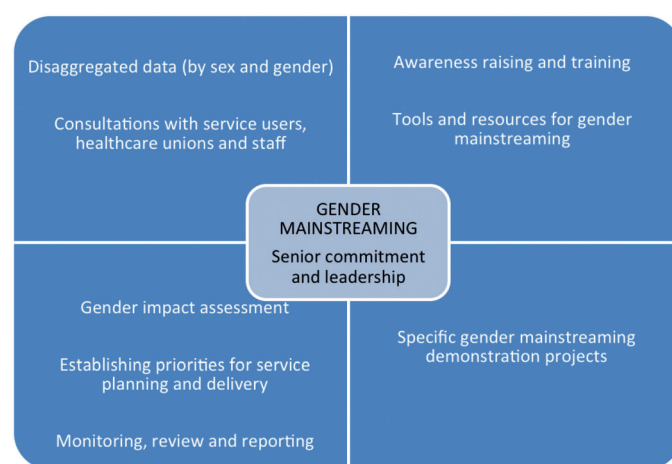 Disaggregated data (by sex and gender)
Consultations with service users,
healthcare unions and staff
Awareness raising and training
Tools and resources for gender
mainstreaming
GENDER
MAINSTREAMING
Senior commitment
and leadership
Gender impact assessment
Establishing priorities for service
planning and delivery
Monitoring, review and reporting
Specific gender mainstreaming
demonstration projects